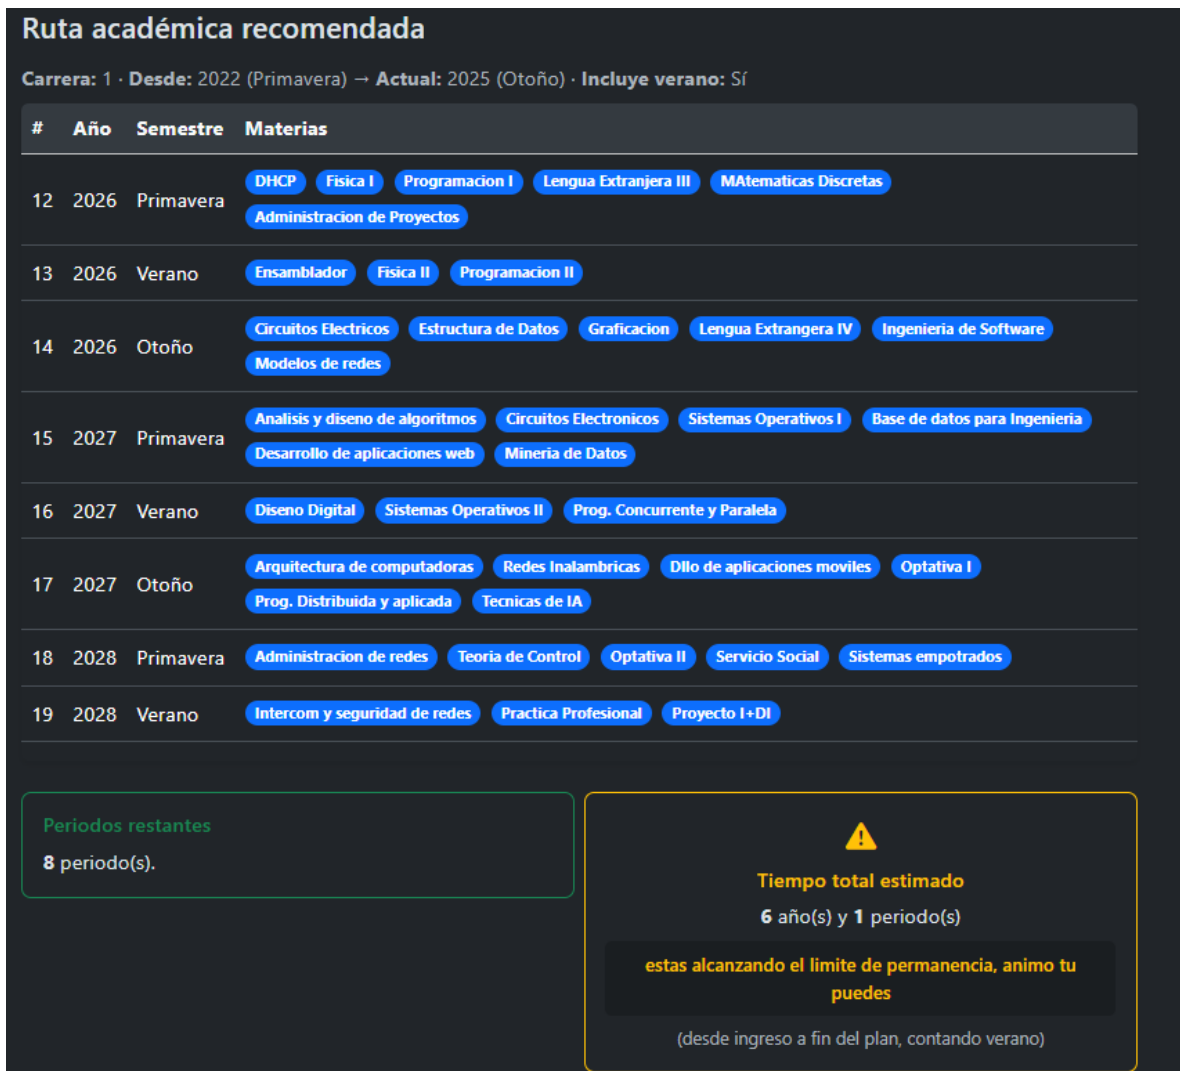 Ruta académica recomendada
Carrera: 1 · Desde: 2022 (Primavera) → Actual: 2025 (Otoño) · Incluye verano: Sí
# Año Semestre Materias
12 2026 Primavera DHCP Fisica I Programacion I Lengua Extranjera III MAtematicas Discretas
Administracion de Proyectos
13 2026 Verano Ensamblador Fisica II Programacion II
14 2026 Otoño Circuitos Electricos Estructura de Datos Graficacion Lengua Extrangera IV Ingenieria de Software
Modelos de redes
15 2027 Primavera Analisis y diseno de algoritmos Circuitos Electronicos Sistemas Operativos I Base de datos para Ingenieria
Desarrollo de aplicaciones web Mineria de Datos
16 2027 Verano Diseno Digital Sistemas Operativos II Prog. Concurrente y Paralela
17 2027 Otoño Arquitectura de computadoras Redes Inalambricas Dllo de aplicaciones moviles Optativa I
Prog. Distribuida y aplicada Tecnicas de IA
18 2028 Primavera Administracion de redes Teoria de Control Optativa II Servicio Social Sistemas empotrados
19 2028 Verano Intercom y seguridad de redes Practica Profesional Proyecto I+DI
Periodos restantes
8 periodo(s).
Tiempo total estimado
6 año(s) y 1 periodo(s)
estas alcanzando el limite de permanencia, animo tu
puedes
(desde ingreso a fin del plan, contando verano)